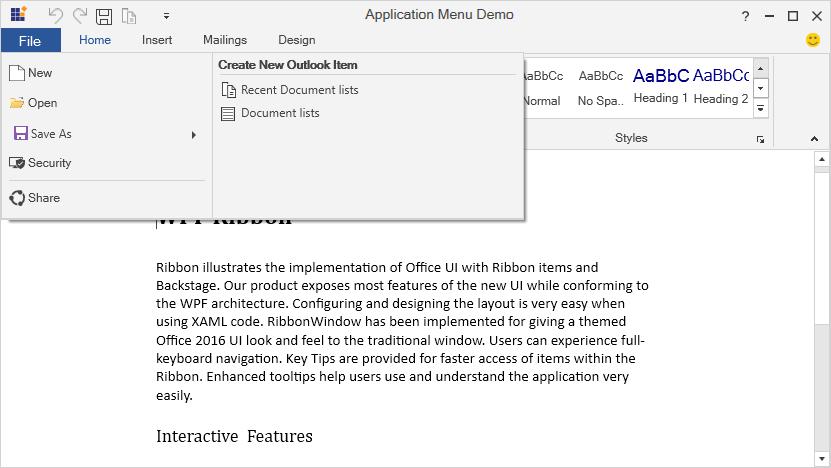 Application Menu Demo
?
File Home Insert Mailings Design
Create New Outlook Item
New
Open
Save As
Security
Share
Recent Document lists
Document lists
AaBbCc AaBbCc AaBbC AaBbCc
Normal No Spa.. Heading 1 Heading 2
Styles
WPF Ribbon
Ribbon illustrates the implementation of Office UI with Ribbon items and
Backstage. Our product exposes most features of the new UI while conforming to
the WPF architecture. Configuring and designing the layout is very easy when
using XAML code. RibbonWindow has been implemented for giving a themed
Office 2016 UI look and feel to the traditional window. Users can experience full-
keyboard navigation. Key Tips are provided for faster access of items within the
Ribbon. Enhanced tooltips help users use and understand the application very
easily.
Interactive Features